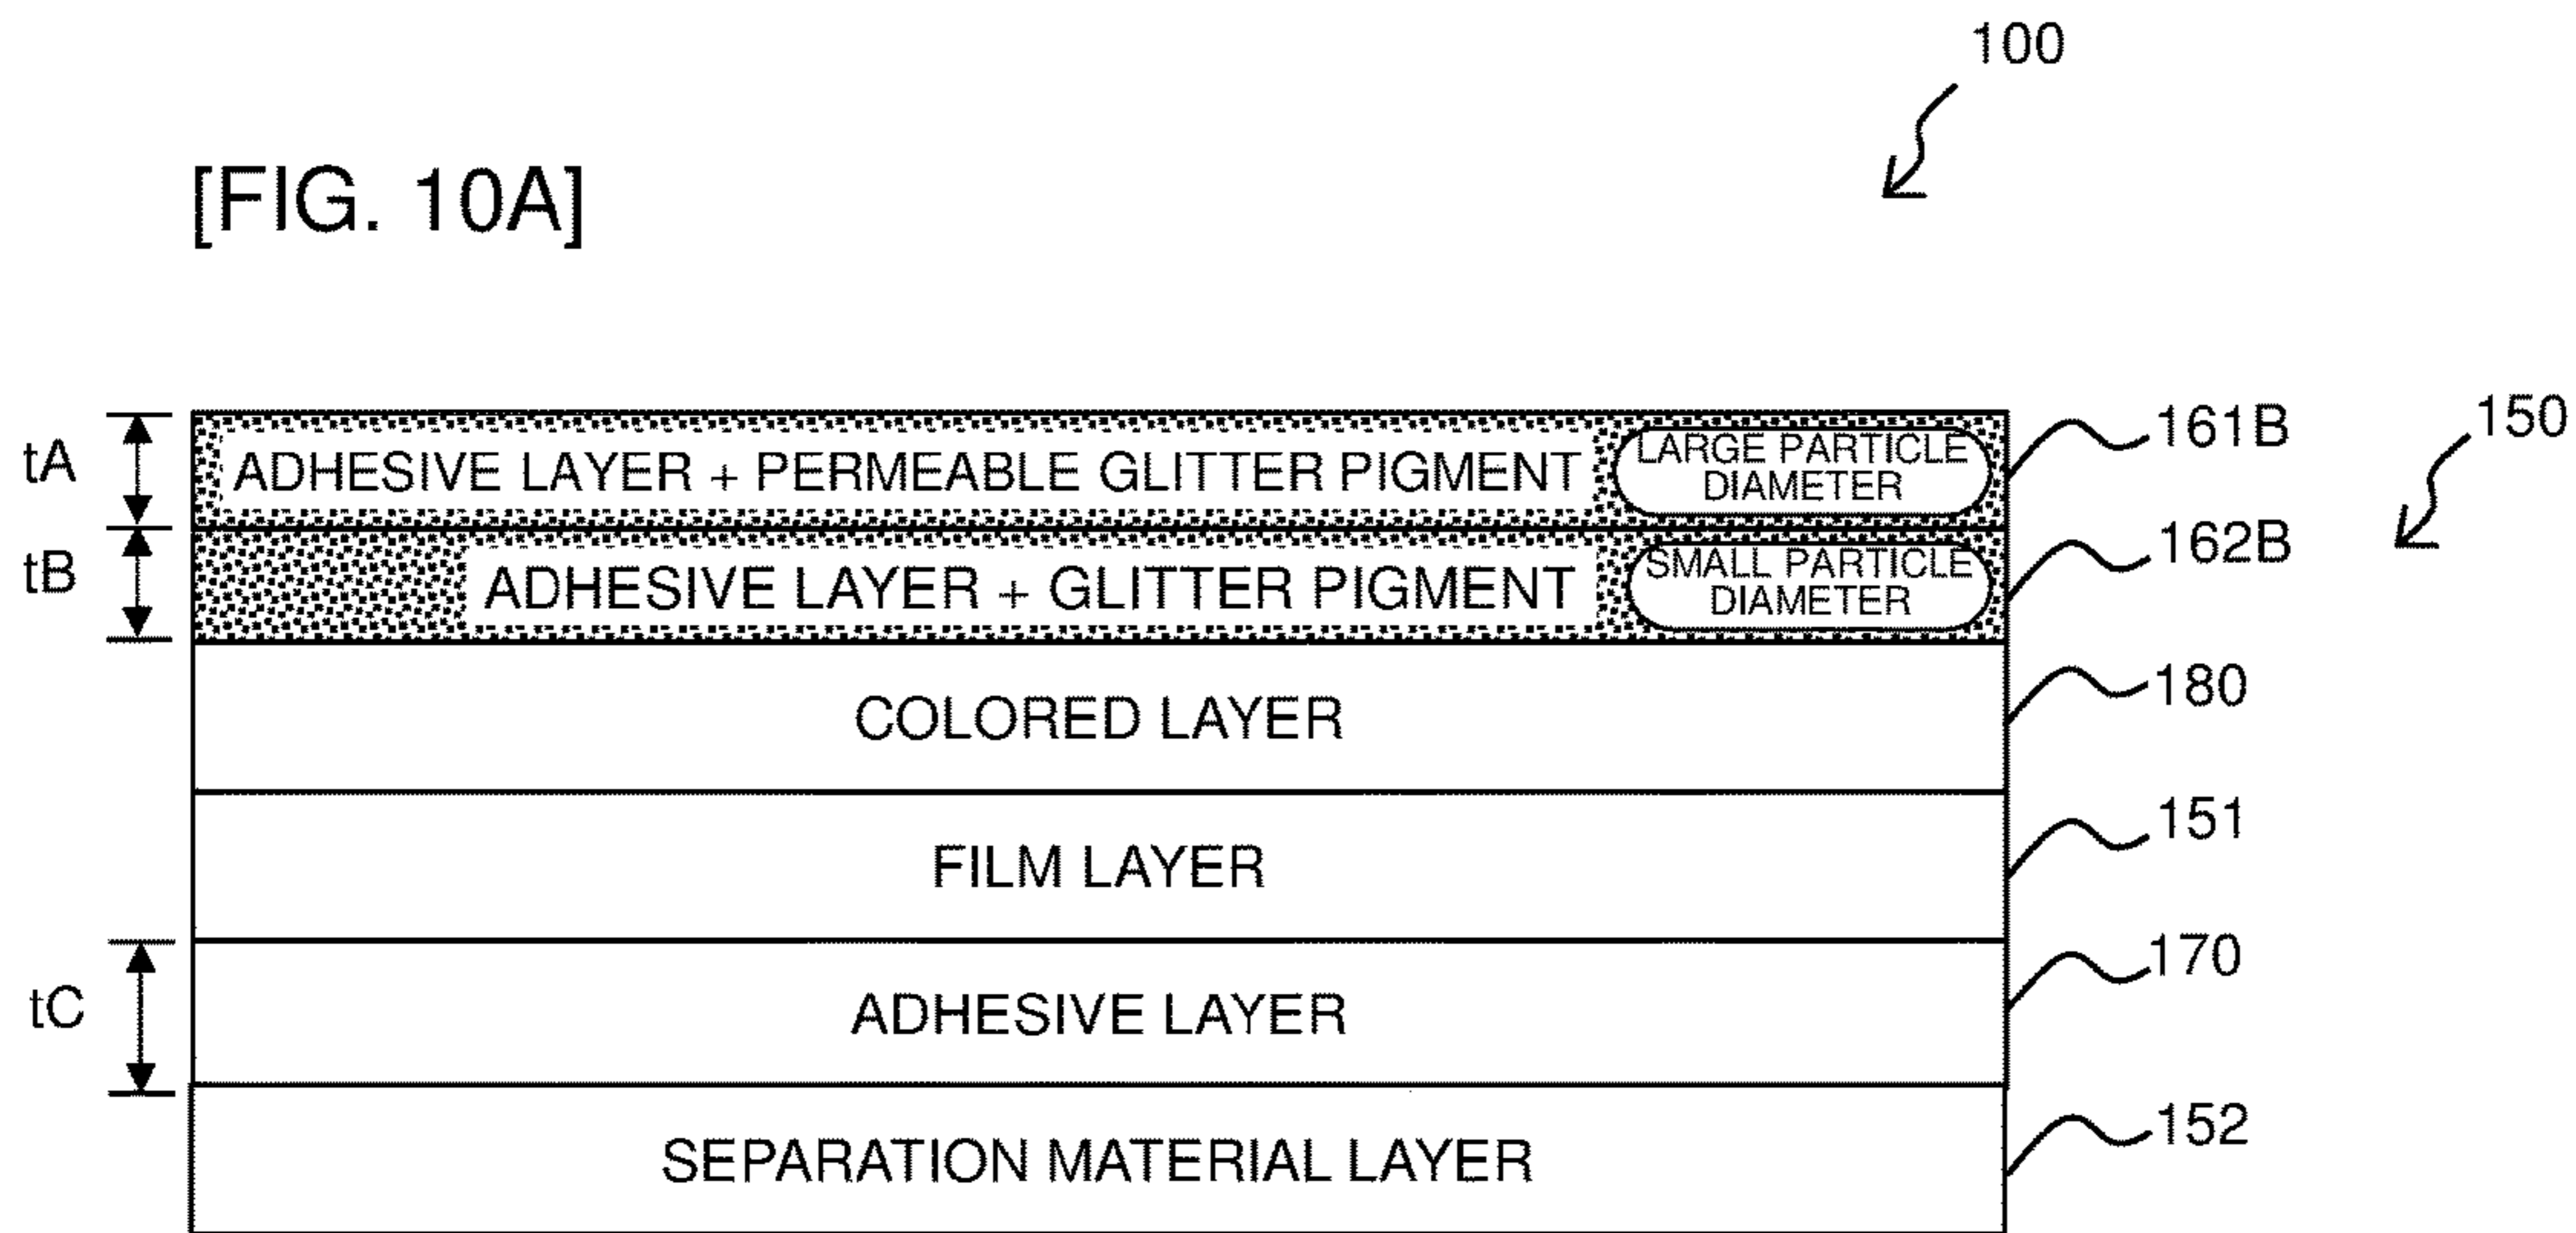 100
[FIG. 10A]
tA
ADHESIVE LAYER + PERMEABLE GLITTER PIGMENT
LARGE PARTICLE
DIAMETER
161B
150
tB
ADHESIVE LAYER + GLITTER PIGMENT
SMALL PARTICLE
DIAMETER
162B
COLORED LAYER
180
FILM LAYER
151
tC
ADHESIVE LAYER
170
SEPARATION MATERIAL LAYER
152